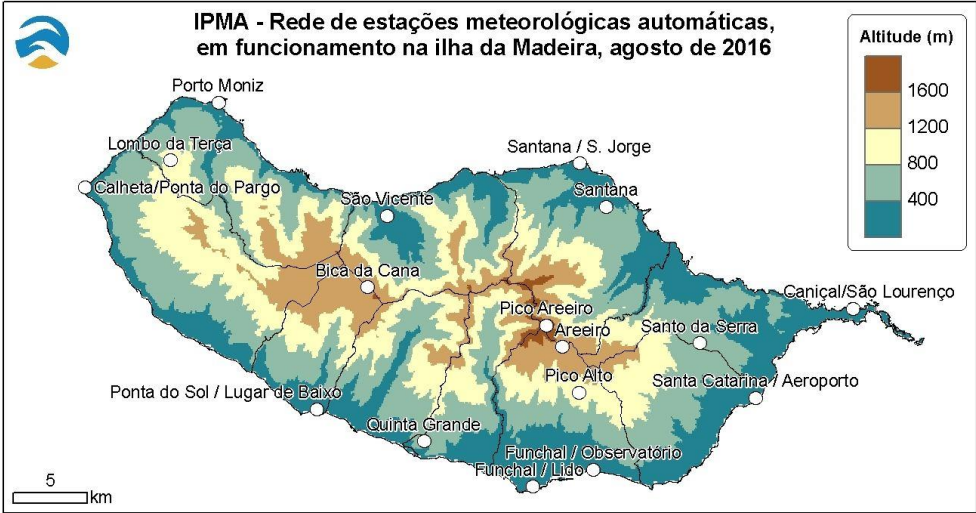 IPMA - Rede de estações meteorológicas automáticas,
em funcionamento na ilha da Madeira, agosto de 2016
Altitude (m)
1600
1200
800
400
Porto Moniz
Lombo da Terça
Santana / S. Jorge
Calheta/Ponta do Pargo
São Vicente
Santana
Bica da Cana
Caniçal/São Lourenço
Pico Areeiro
Areeiro
Santo da Serra
Pico Alto
Santa Catarina / Aeroporto
Ponta do Sol / Lugar de Baixo
Quinta Grande
Funchal / Observatório
Funchal / Lido
5
km